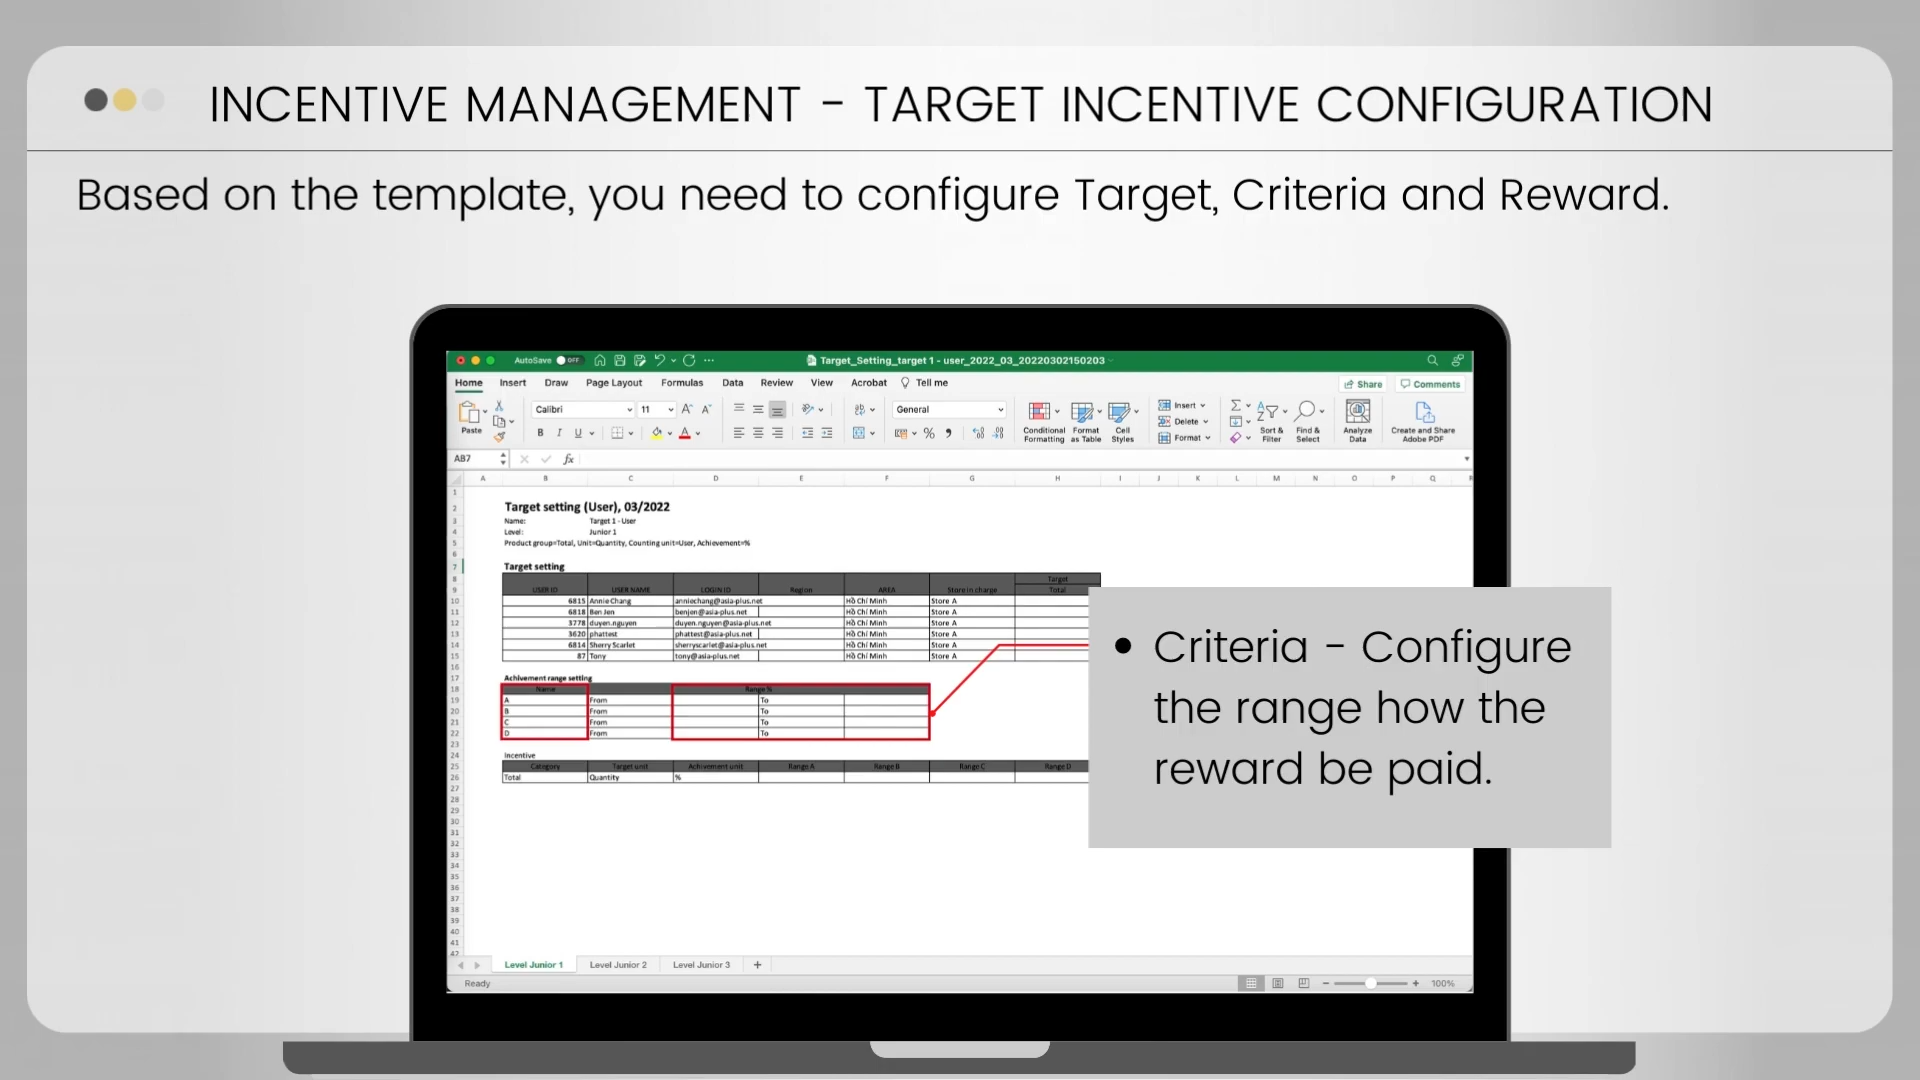 INCENTIVE MANAGEMENT - TARGET INCENTIVE CONFIGURATION
Based on the template, you need to configure Target, Criteria and Reward.
AutoSave OFF
Target_Setting_target 1 - user_2022_03_20220302150203
Home Insert Draw Page Layout Formulas Data Review View Acrobat Tell me Share Comments
Paste Calibri 11 General Conditional Formatting Format as Table Cell Styles Insert Delete Format Sort & Filter Find & Select Analyze Data Create and Share Adobe PDF
B I U
AB7 fx
A B C D E F G H I J K L M N O P Q R
Target setting (User), 03/2022
Name: Target 1 - User
Level: Junior 1
Product group=Total, Unit=Quantity, Counting unit=User, Achievement=%
Target setting
Target
USER ID USER NAME LOGIN ID Region AREA Store in charge Total
6815 Annie Chang anniechang@asia-plus.net Hồ Chí Minh Store A
6818 Ben Jen benjen@asia-plus.net Hồ Chí Minh Store A
3778 duyen.nguyen duyen.nguyen@asia-plus.net Hồ Chí Minh Store A
3620 phattest phattest@asia-plus.net Hồ Chí Minh Store A
6814 Sherry Scarlet sherryscarlet@asia-plus.net Hồ Chí Minh Store A
87 Tony tony@asia-plus.net Hồ Chí Minh Store A
Achivement range setting
Name Range %
A From To
B From To
C From To
D From To
Incentive
Category Target unit Achivement unit Range A Range B Range C Range D
Total Quantity %
• Criteria - Configure
the range how the
reward be paid.
Level Junior 1 Level Junior 2 Level Junior 3 +
Ready 100%